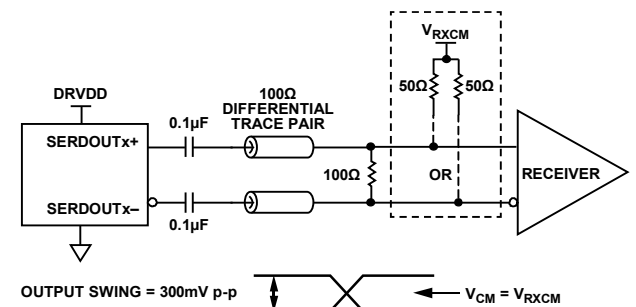 V_RXCM
DRVDD
100Ω
DIFFERENTIAL
TRACE PAIR
50Ω
50Ω
0.1µF
SERDOUTx+
100Ω
OR
RECEIVER
SERDOUTx–
0.1µF
OUTPUT SWING = 300mV p-p
V_CM = V_RXCM